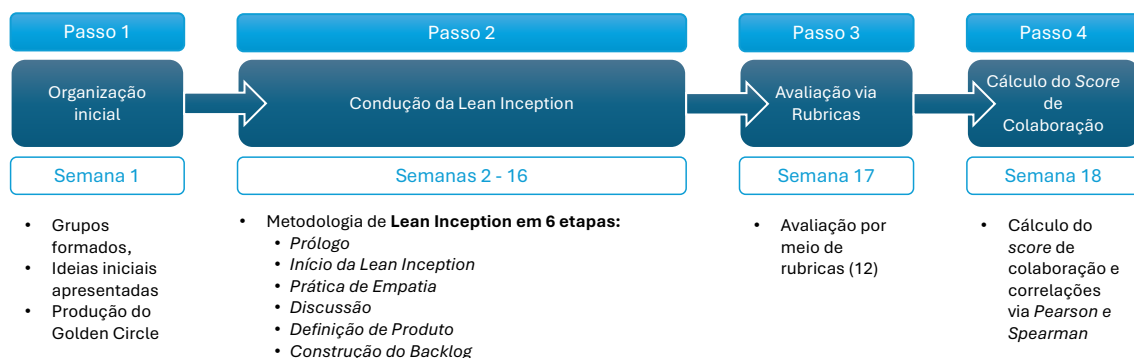 Passo 1
Passo 2
Passo 3
Passo 4
Organização
inicial
Condução da Lean Inception
Avaliação via
Rubricas
Cálculo do Score
de
Colaboração
Semana 1
Semanas 2 - 16
Semana 17
Semana 18
• Grupos
formados,
• Ideias iniciais
apresentadas
• Produção do
Golden Circle
• Metodologia de Lean Inception em 6 etapas:
• Prólogo
• Início da Lean Inception
• Prática de Empatia
• Discussão
• Definição de Produto
• Construção do Backlog
• Avaliação por
meio de
rubricas (12)
• Cálculo do
score de
colaboração e
correlações
via Pearson e
Spearman